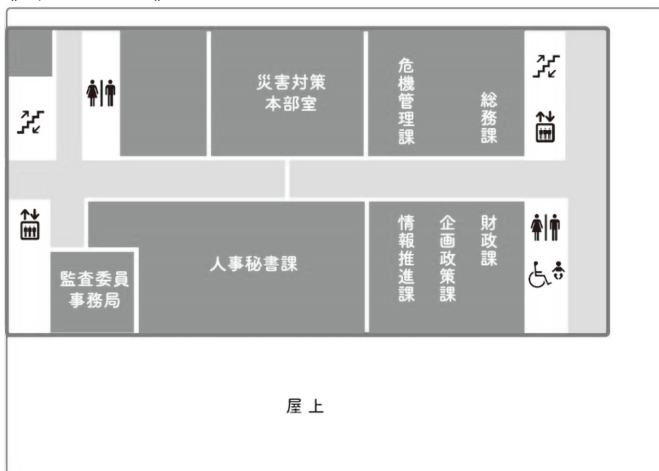 災害対策
本部室
危機管理課
総務課
監査委員
事務局
人事秘書課
情報推進課
企画政策課
財政課
屋上